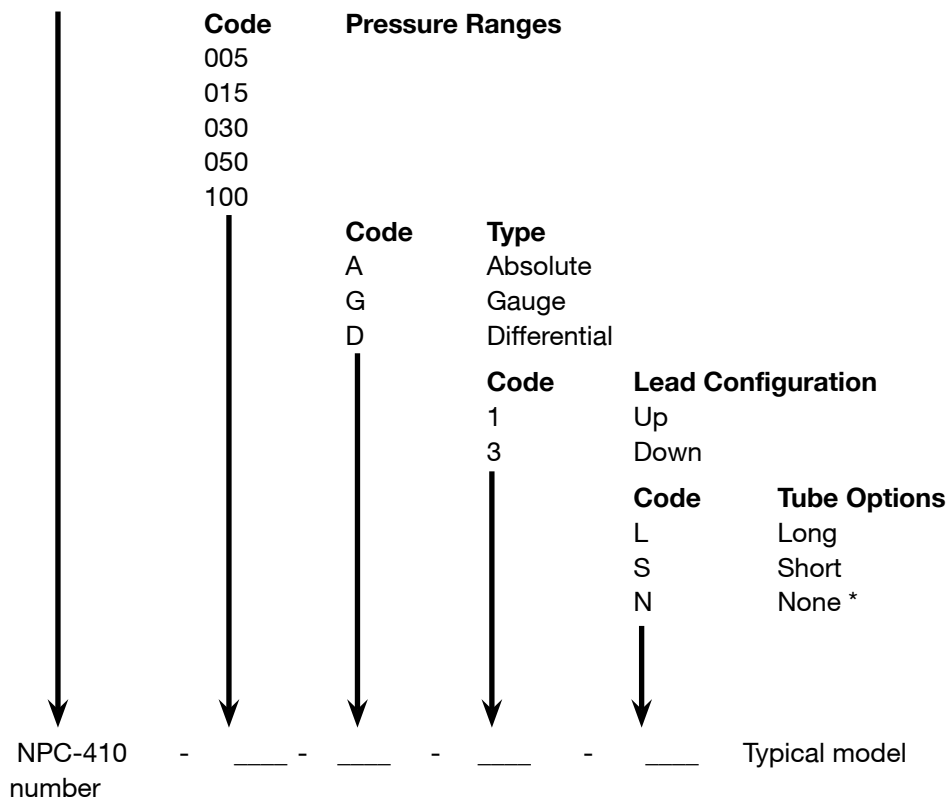 Code Pressure Ranges
005
015
030
050
100
Code Type
A Absolute
G Gauge
D Differential
Code Lead Configuration
1 Up
3 Down
Code Tube Options
L Long
S Short
N None *
NPC-410 - ____ - ____ - ____ - ____ Typical model
number